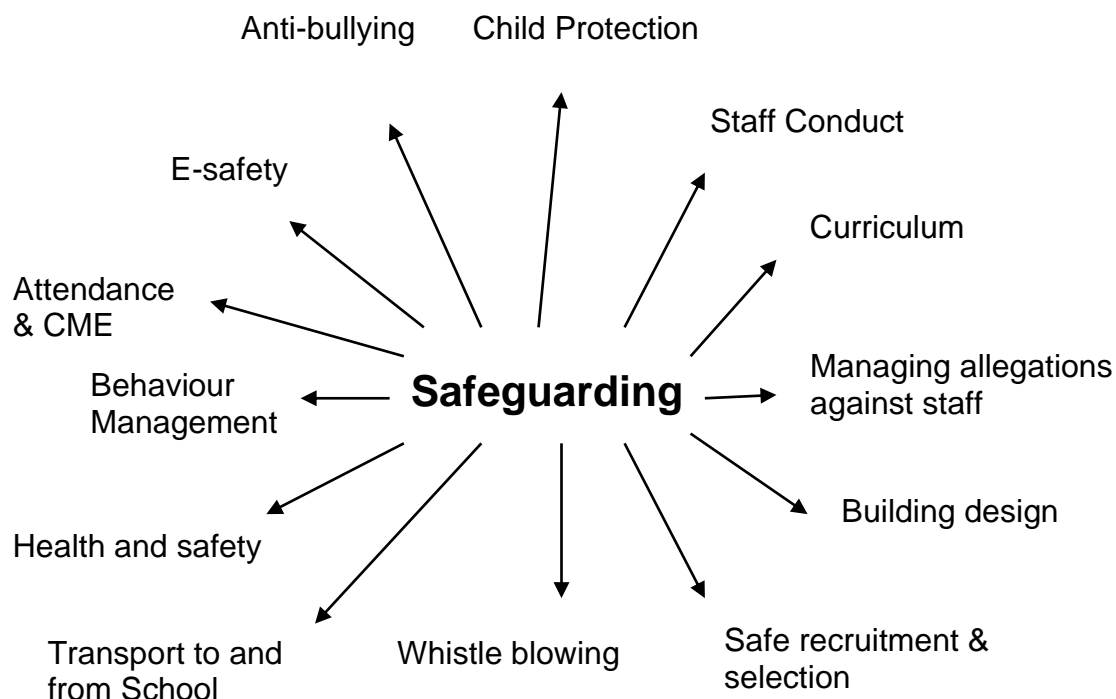 Anti-bullying
Child Protection
Staff Conduct
E-safety
Curriculum
Attendance
& CME
Managing allegations
against staff
Behaviour
Management
Safeguarding
Building design
Health and safety
Transport to and
from School
Whistle blowing
Safe recruitment &
selection